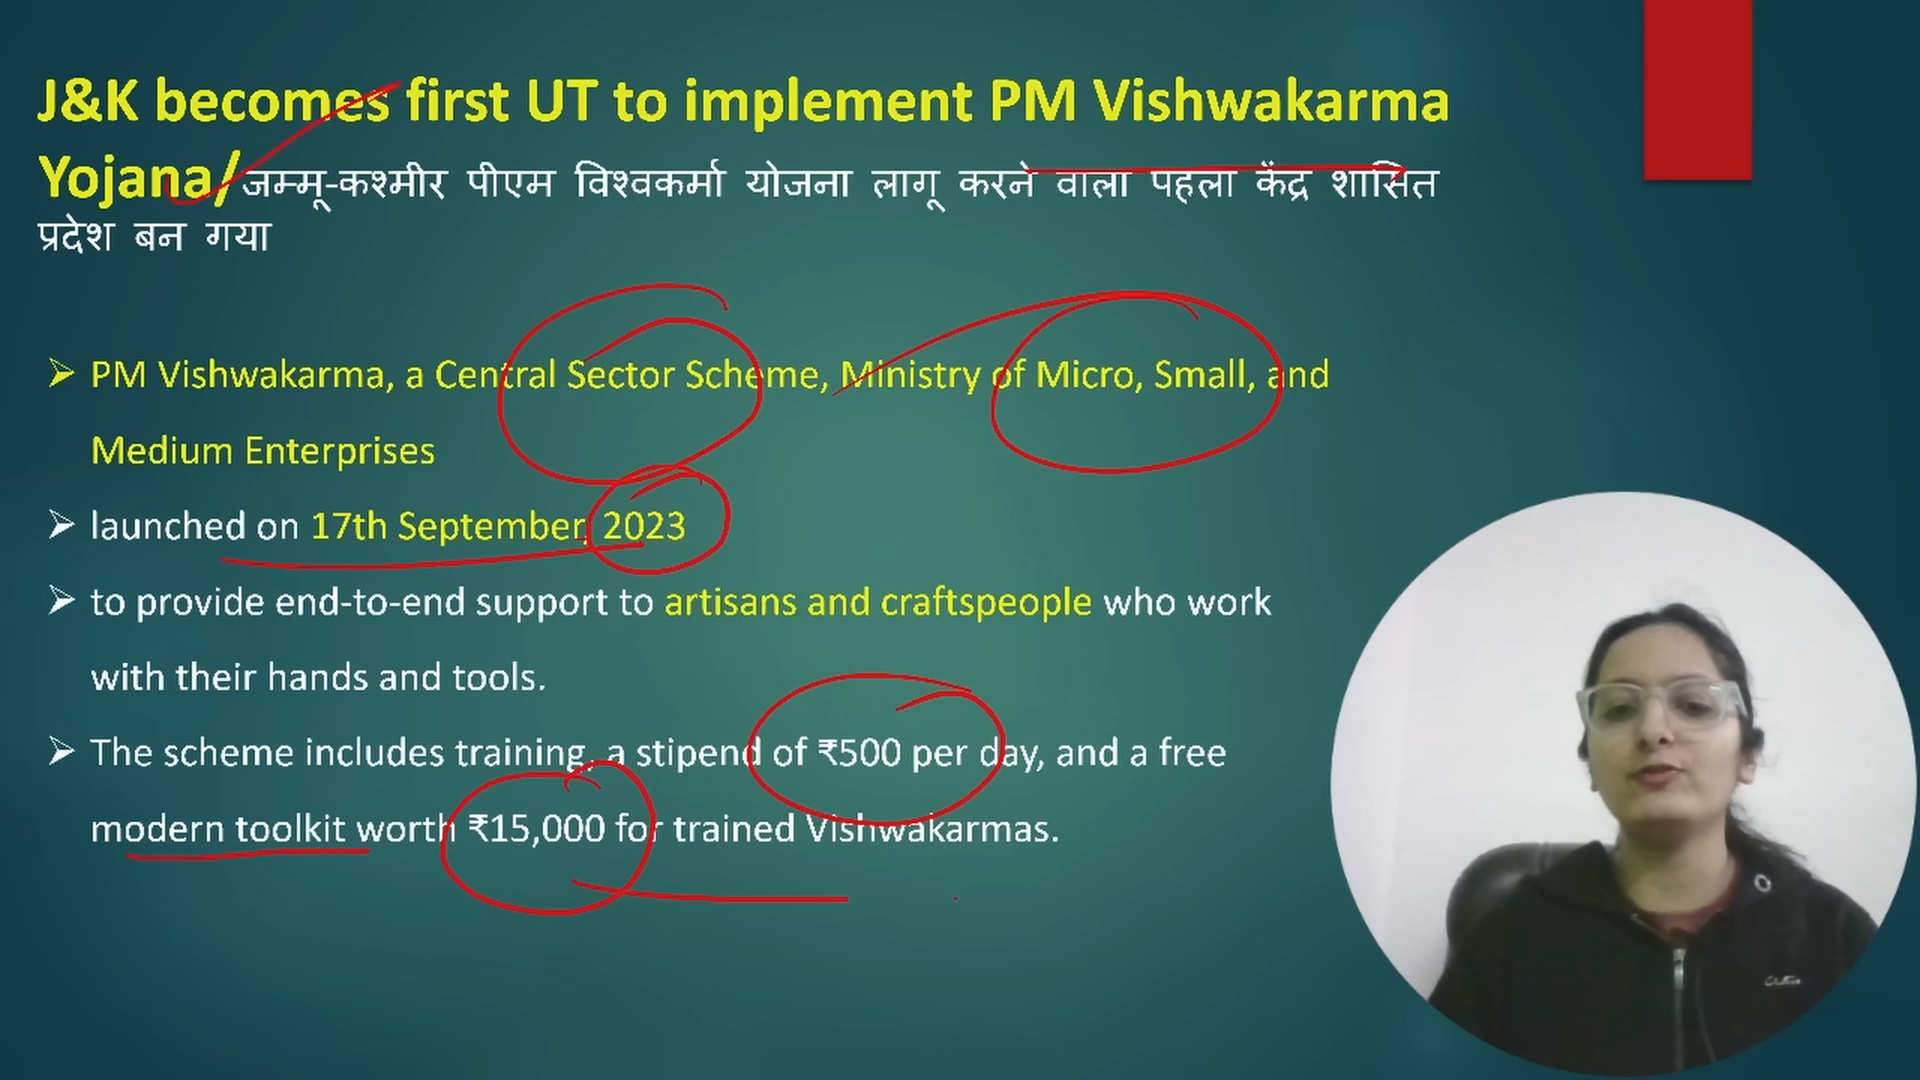 J&K becomes first UT to implement PM Vishwakarma
Yojana/जम्मू-कश्मीर पीएम विश्वकर्मा योजना लागू करने वाला पहला केंद्र शासित
प्रदेश बन गया
➢ PM Vishwakarma, a Central Sector Scheme, Ministry of Micro, Small, and
Medium Enterprises
➢ launched on 17th September, 2023
➢ to provide end-to-end support to artisans and craftspeople who work
with their hands and tools.
➢ The scheme includes training, a stipend of ₹500 per day, and a free
modern toolkit worth ₹15,000 for trained Vishwakarmas.